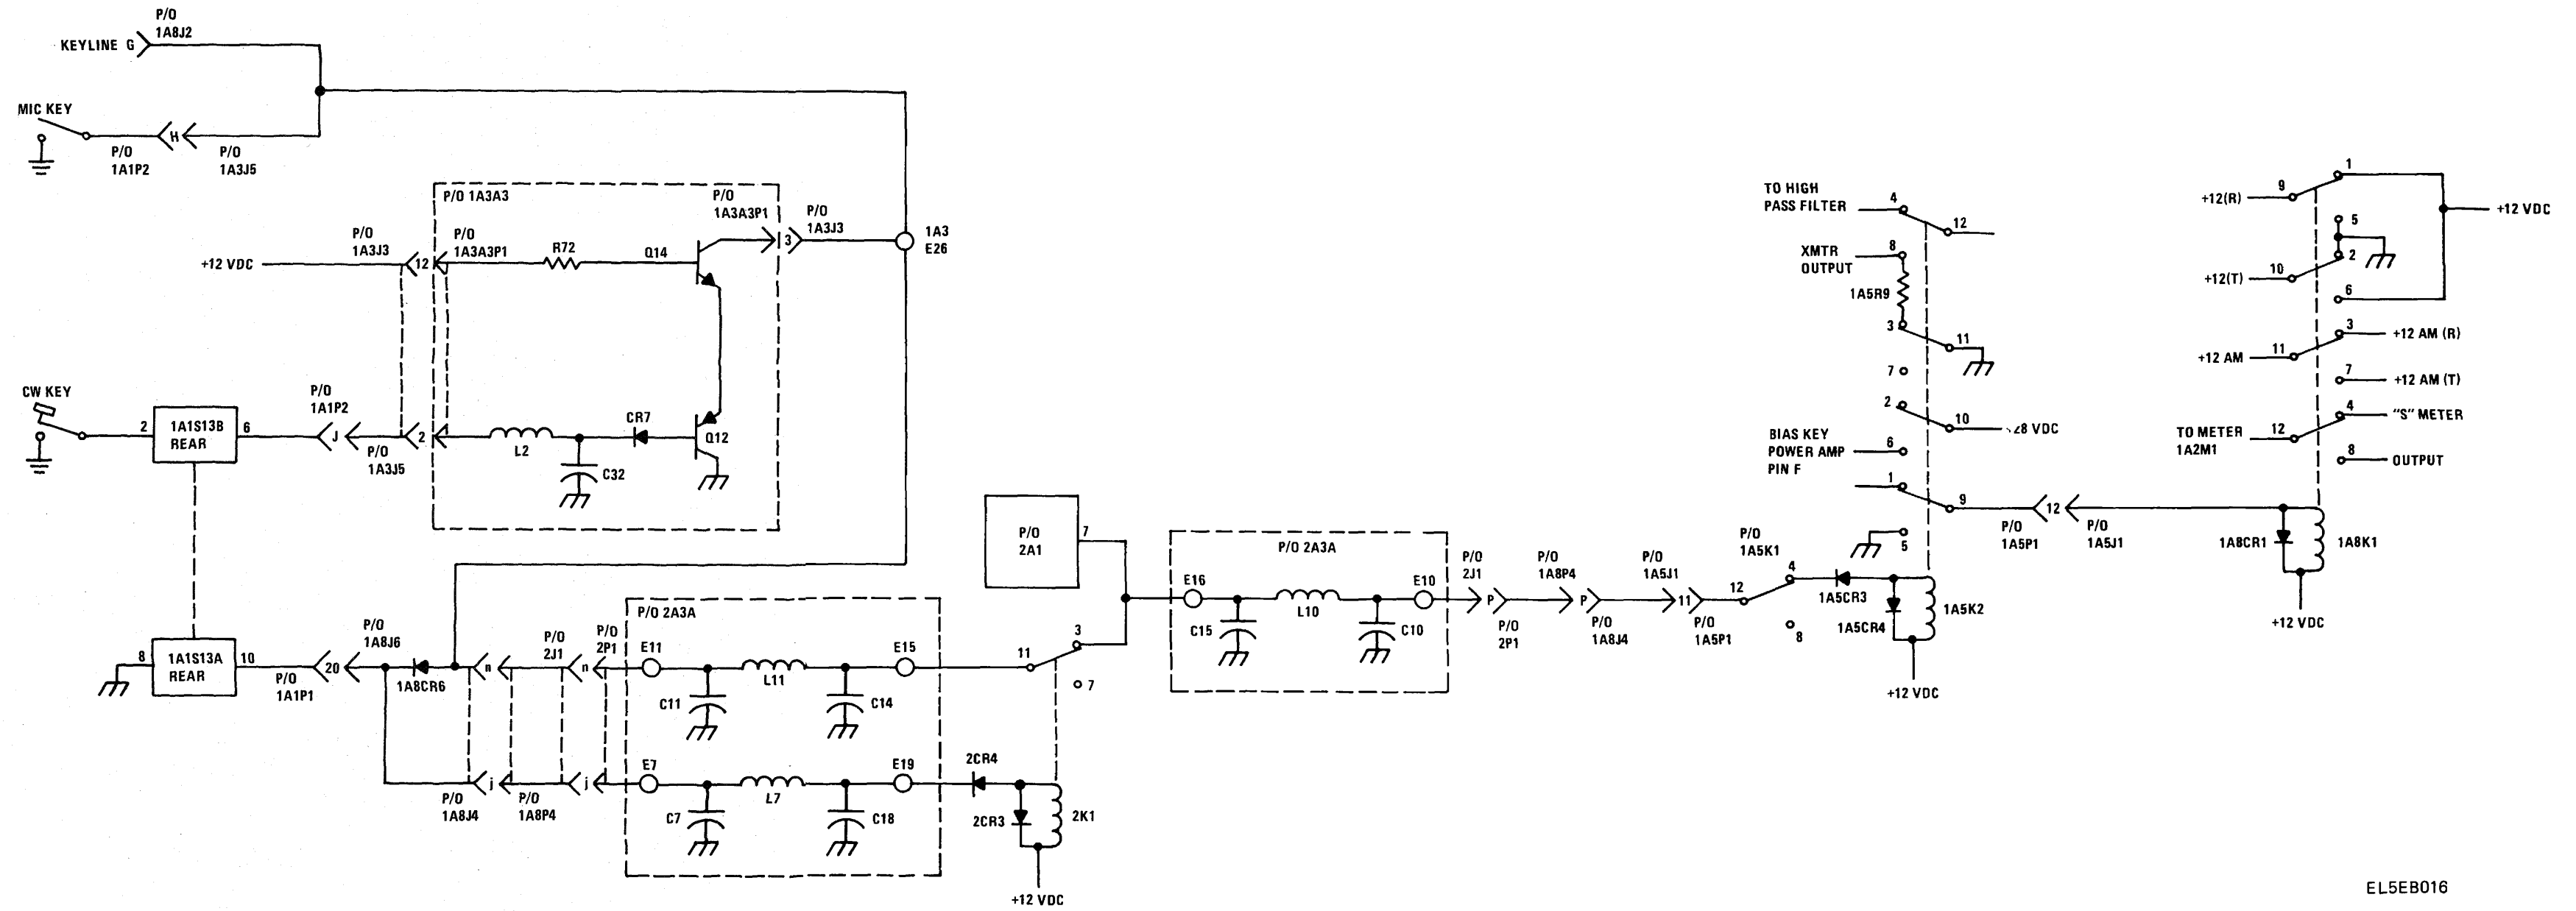 P/O
1A8J2
KEYLINE G
MIC KEY
H
P/O
1A1P2
P/O
1A3J5
P/O 1A3A3
P/O
1A3A3P1
P/O
1A3J3
3
1A3
E26
P/O
1A3J3
P/O
1A3A3P1
+12 VDC
12
R72
Q14
CW KEY
2
1A1S13B
REAR
6
P/O
1A1P2
J
P/O
1A3J5
2
L2
C32
CR7
Q12
8
1A1S13A
REAR
10
P/O
1A1P1
20
P/O
1A8J6
1A8CR6
n
P/O
2J1
n
P/O
2P1
j
j
P/O
1A8J4
P/O
1A8P4
P/O 2A3A
E11
C11
L11
C14
E15
E7
C7
L7
C18
E19
11
3
7
2CR4
2CR3
2K1
+12 VDC
P/O
2A1
7
P/O 2A3A
E16
C15
L10
C10
E10
P/O
2J1
P
P/O
2P1
P/O
1A8P4
P
P/O
1A8J4
P/O
1A5J1
11
P/O
1A5P1
P/O
1A5K1
12
4
8
1A5CR3
1A5CR4
1A5K2
+12 VDC
TO HIGH
PASS FILTER
4
12
XMTR
OUTPUT
8
1A5R9
3
11
7
2
10
28 VDC
BIAS KEY
POWER AMP
PIN F
6
1
9
5
P/O
1A5P1
12
P/O
1A5J1
1A8CR1
1A8K1
+12 VDC
+12(R)
9
1
+12 VDC
5
+12(T)
10
2
6
+12 AM
11
3
+12 AM (R)
7
+12 AM (T)
TO METER
1A2M1
12
4
"S" METER
8
OUTPUT
EL5EB016